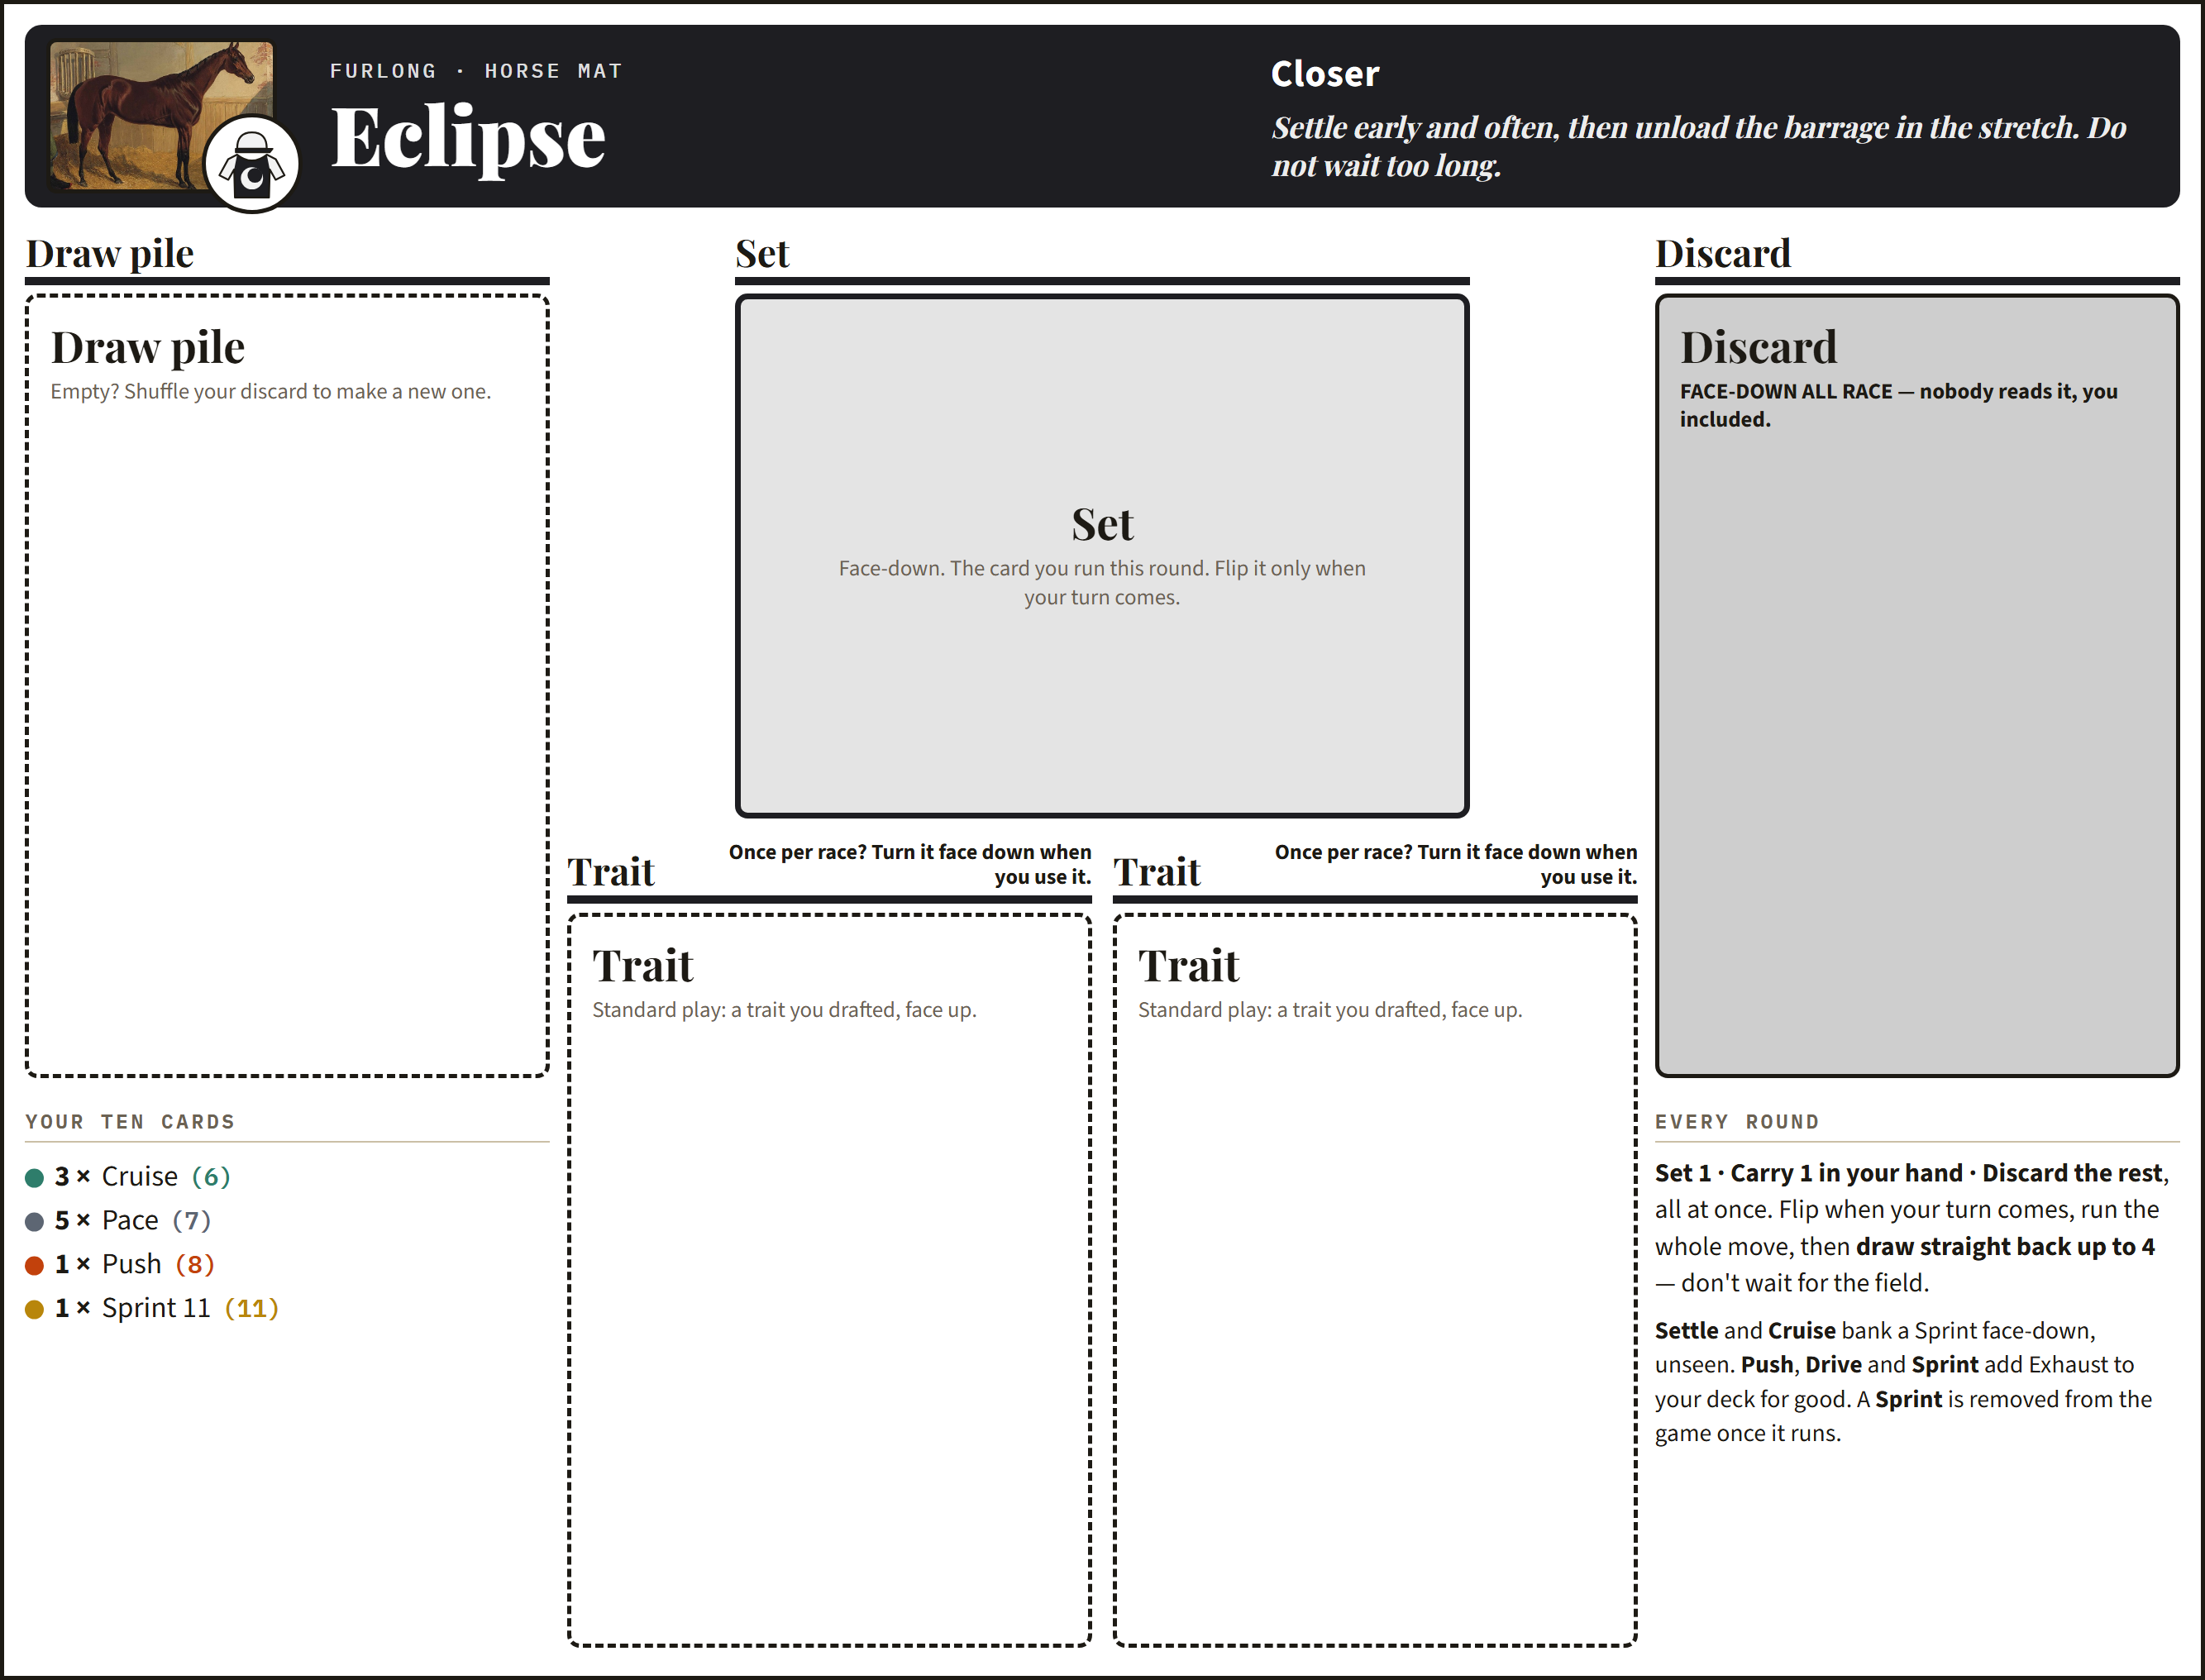 FURLONG · HORSE MAT
Eclipse
Closer
Settle early and often, then unload the barrage in the stretch. Do
not wait too long.
Draw pile
Draw pile
Empty? Shuffle your discard to make a new one.
Set
Set
Face-down. The card you run this round. Flip it only when
your turn comes.
Discard
Discard
FACE-DOWN ALL RACE — nobody reads it, you
included.
Trait
Once per race? Turn it face down when
you use it.
Trait
Standard play: a trait you drafted, face up.
Trait
Once per race? Turn it face down when
you use it.
Trait
Standard play: a trait you drafted, face up.
YOUR TEN CARDS
3 × Cruise (6)
5 × Pace (7)
1 × Push (8)
1 × Sprint 11 (11)
EVERY ROUND
Set 1 · Carry 1 in your hand · Discard the rest,
all at once. Flip when your turn comes, run the
whole move, then draw straight back up to 4
— don't wait for the field.
Settle and Cruise bank a Sprint face-down,
unseen. Push, Drive and Sprint add Exhaust to
your deck for good. A Sprint is removed from the
game once it runs.